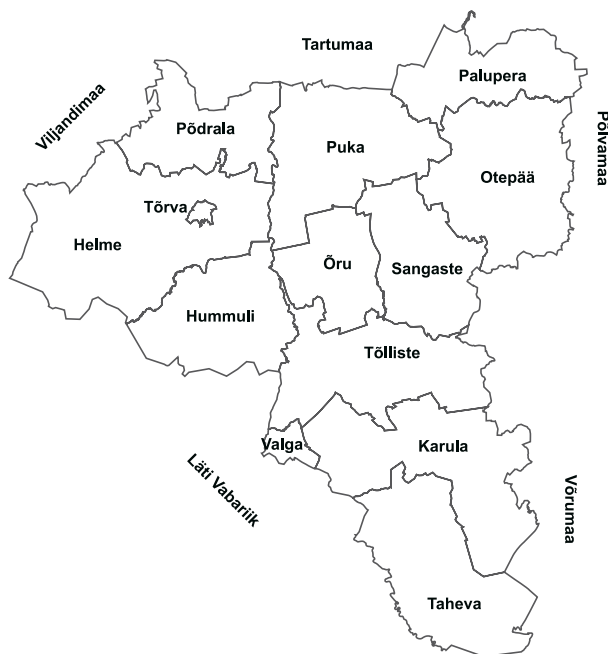 Tartumaa
Palupera
Viljandimaa
Põlvamaa
Põdrala
Puka
Otepää
Tõrva
Helme
Õru
Sangaste
Hummuli
Tõlliste
Valga
Karula
Läti Vabariik
Võrumaa
Taheva